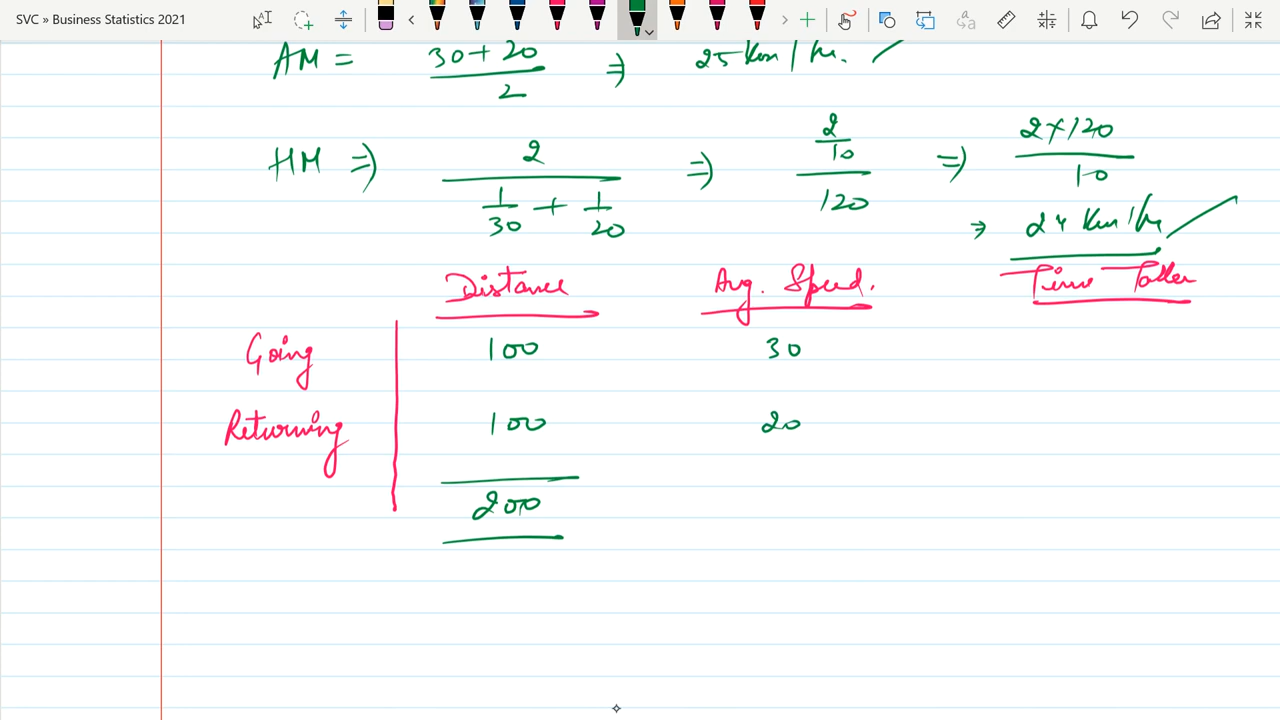 SVC » Business Statistics 2021
AM = 30 + 20 / 2 ⇒ 25 Km / hr. ✓
HM ⇒ 2 / (1/30 + 1/20) ⇒ 2 / 10 / 120 ⇒ 2 × 120 / 10
⇒ 24 Km / hr
Distance Avg. Speed. Time Taken
Going 100 30
Returning 100 20
200